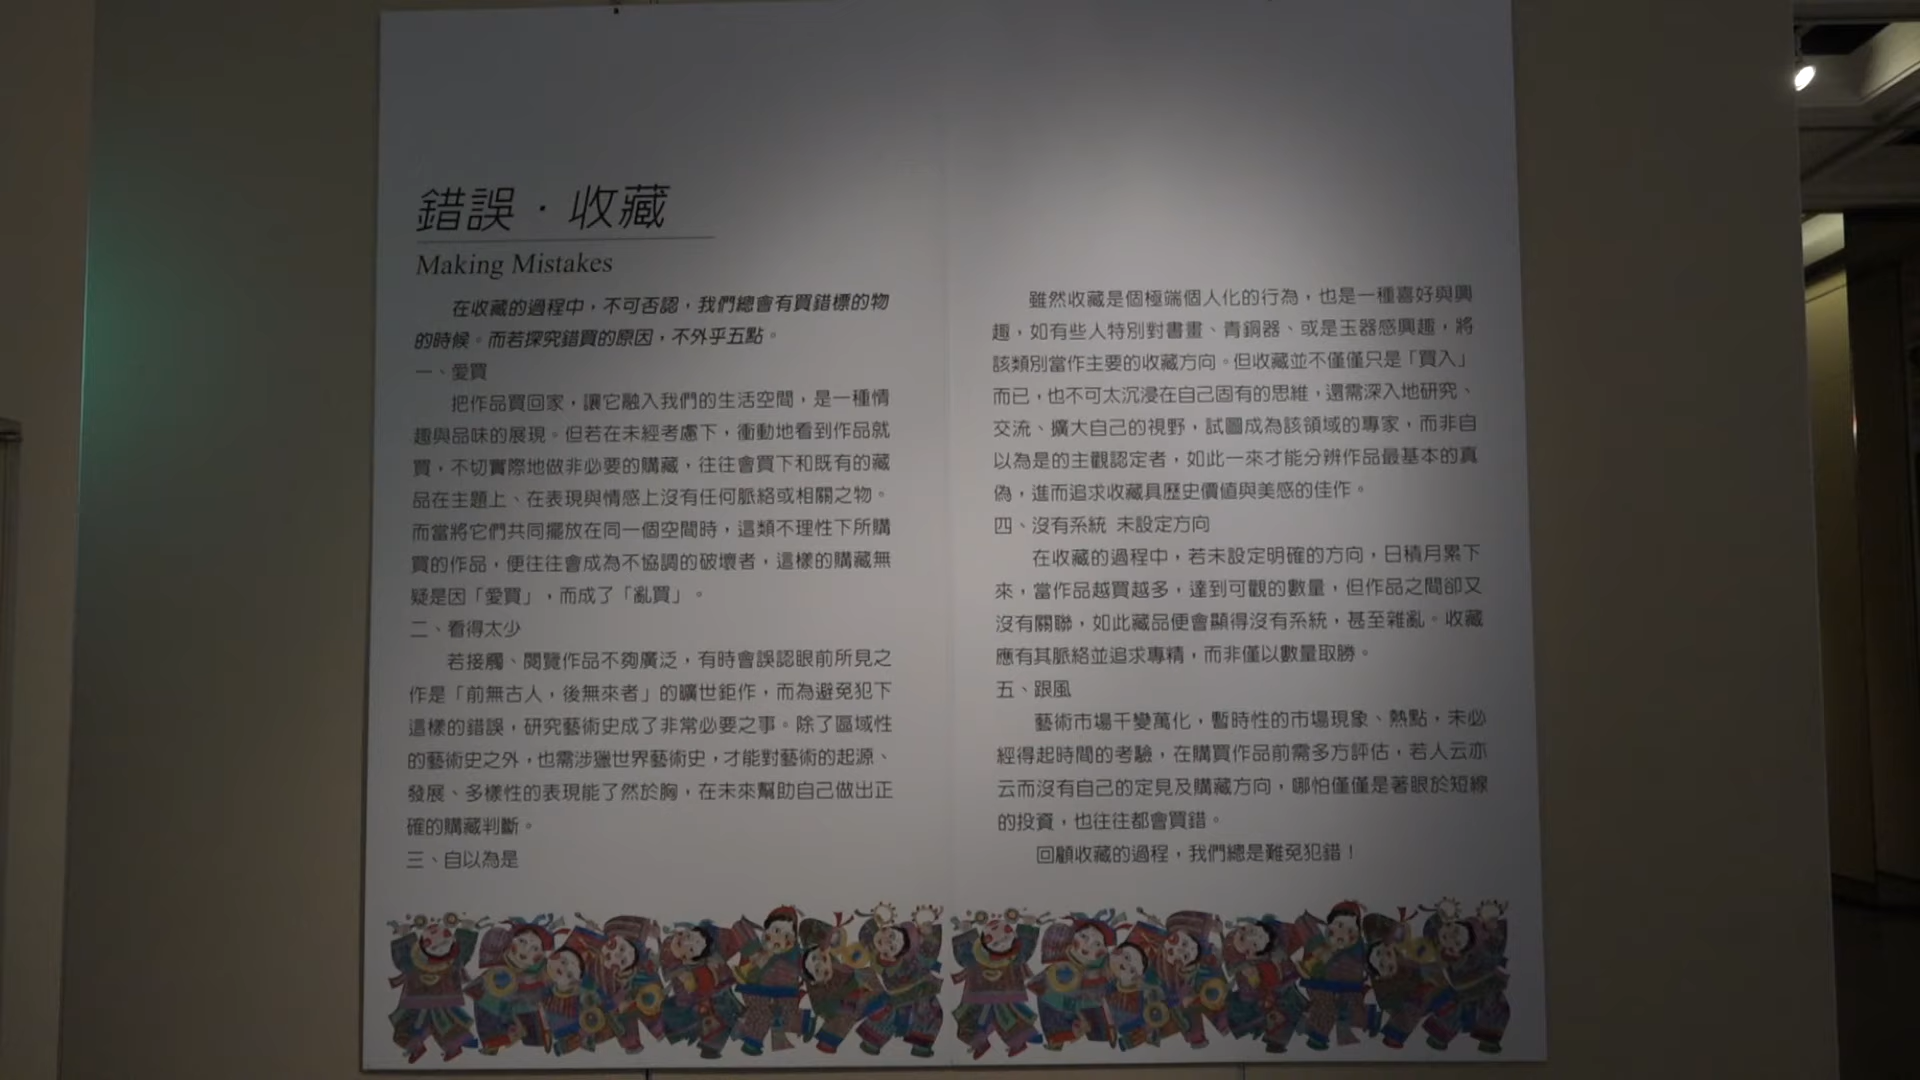 錯誤·收藏
Making Mistakes
在收藏的過程中，不可否認，我們總會有買錯標的物
的時候。而若探究錯買的原因，不外乎五點。
一、愛買
把作品買回家，讓它融入我們的生活空間，是一種情
趣與品味的展現。但若在未經考慮下，衝動地看到作品就
買，不切實際地做非必要的購藏，往往會買下和既有的藏
品在主題上、在表現與情感上沒有任何脈絡或相關之物。
而當將它們共同擺放在同一個空間時，這類不理性下所購
買的作品，便往往會成為不協調的破壞者，這樣的購藏無
疑是因「愛買」，而成了「亂買」。
二、看得太少
若接觸、閱覽作品不夠廣泛，有時會誤認眼前所見之
作是「前無古人，後無來者」的曠世鉅作，而為避免犯下
這樣的錯誤，研究藝術史成了非常必要之事。除了區域性
的藝術史之外，也需涉獵世界藝術史，才能對藝術的起源、
發展、多樣性的表現能了然於胸，在未來幫助自己做出正
確的購藏判斷。
三、自以為是
雖然收藏是個極端個人化的行為，也是一種喜好與興
趣，如有些人特別對書畫、青銅器、或是玉器感興趣，將
該類別當作主要的收藏方向。但收藏並不僅僅只是「買入」
而已，也不可太沉浸在自己固有的思維，還需深入地研究、
交流、擴大自己的視野，試圖成為該領域的專家，而非自
以為是的主觀認定者，如此一來才能分辨作品最基本的真
偽，進而追求收藏具歷史價值與美感的佳作。
四、沒有系統 未設定方向
在收藏的過程中，若未設定明確的方向，日積月累下
來，當作品越買越多，達到可觀的數量，但作品之間卻又
沒有關聯，如此藏品便會顯得沒有系統，甚至雜亂。收藏
應有其脈絡並追求專精，而非僅以數量取勝。
五、跟風
藝術市場千變萬化，暫時性的市場現象、熱點，未必
經得起時間的考驗，在購買作品前需多方評估，若人云亦
云而沒有自己的定見及購藏方向，哪怕僅僅是著眼於短線
的投資，也往往都會買錯。
回顧收藏的過程，我們總是難免犯錯！